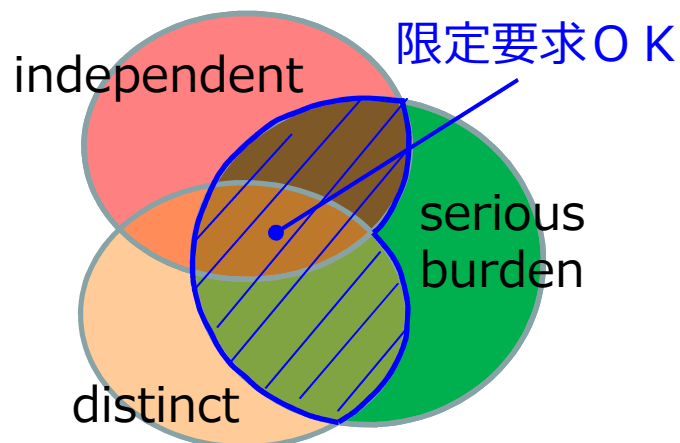 independent
限定要求ＯＫ
serious
burden
distinct